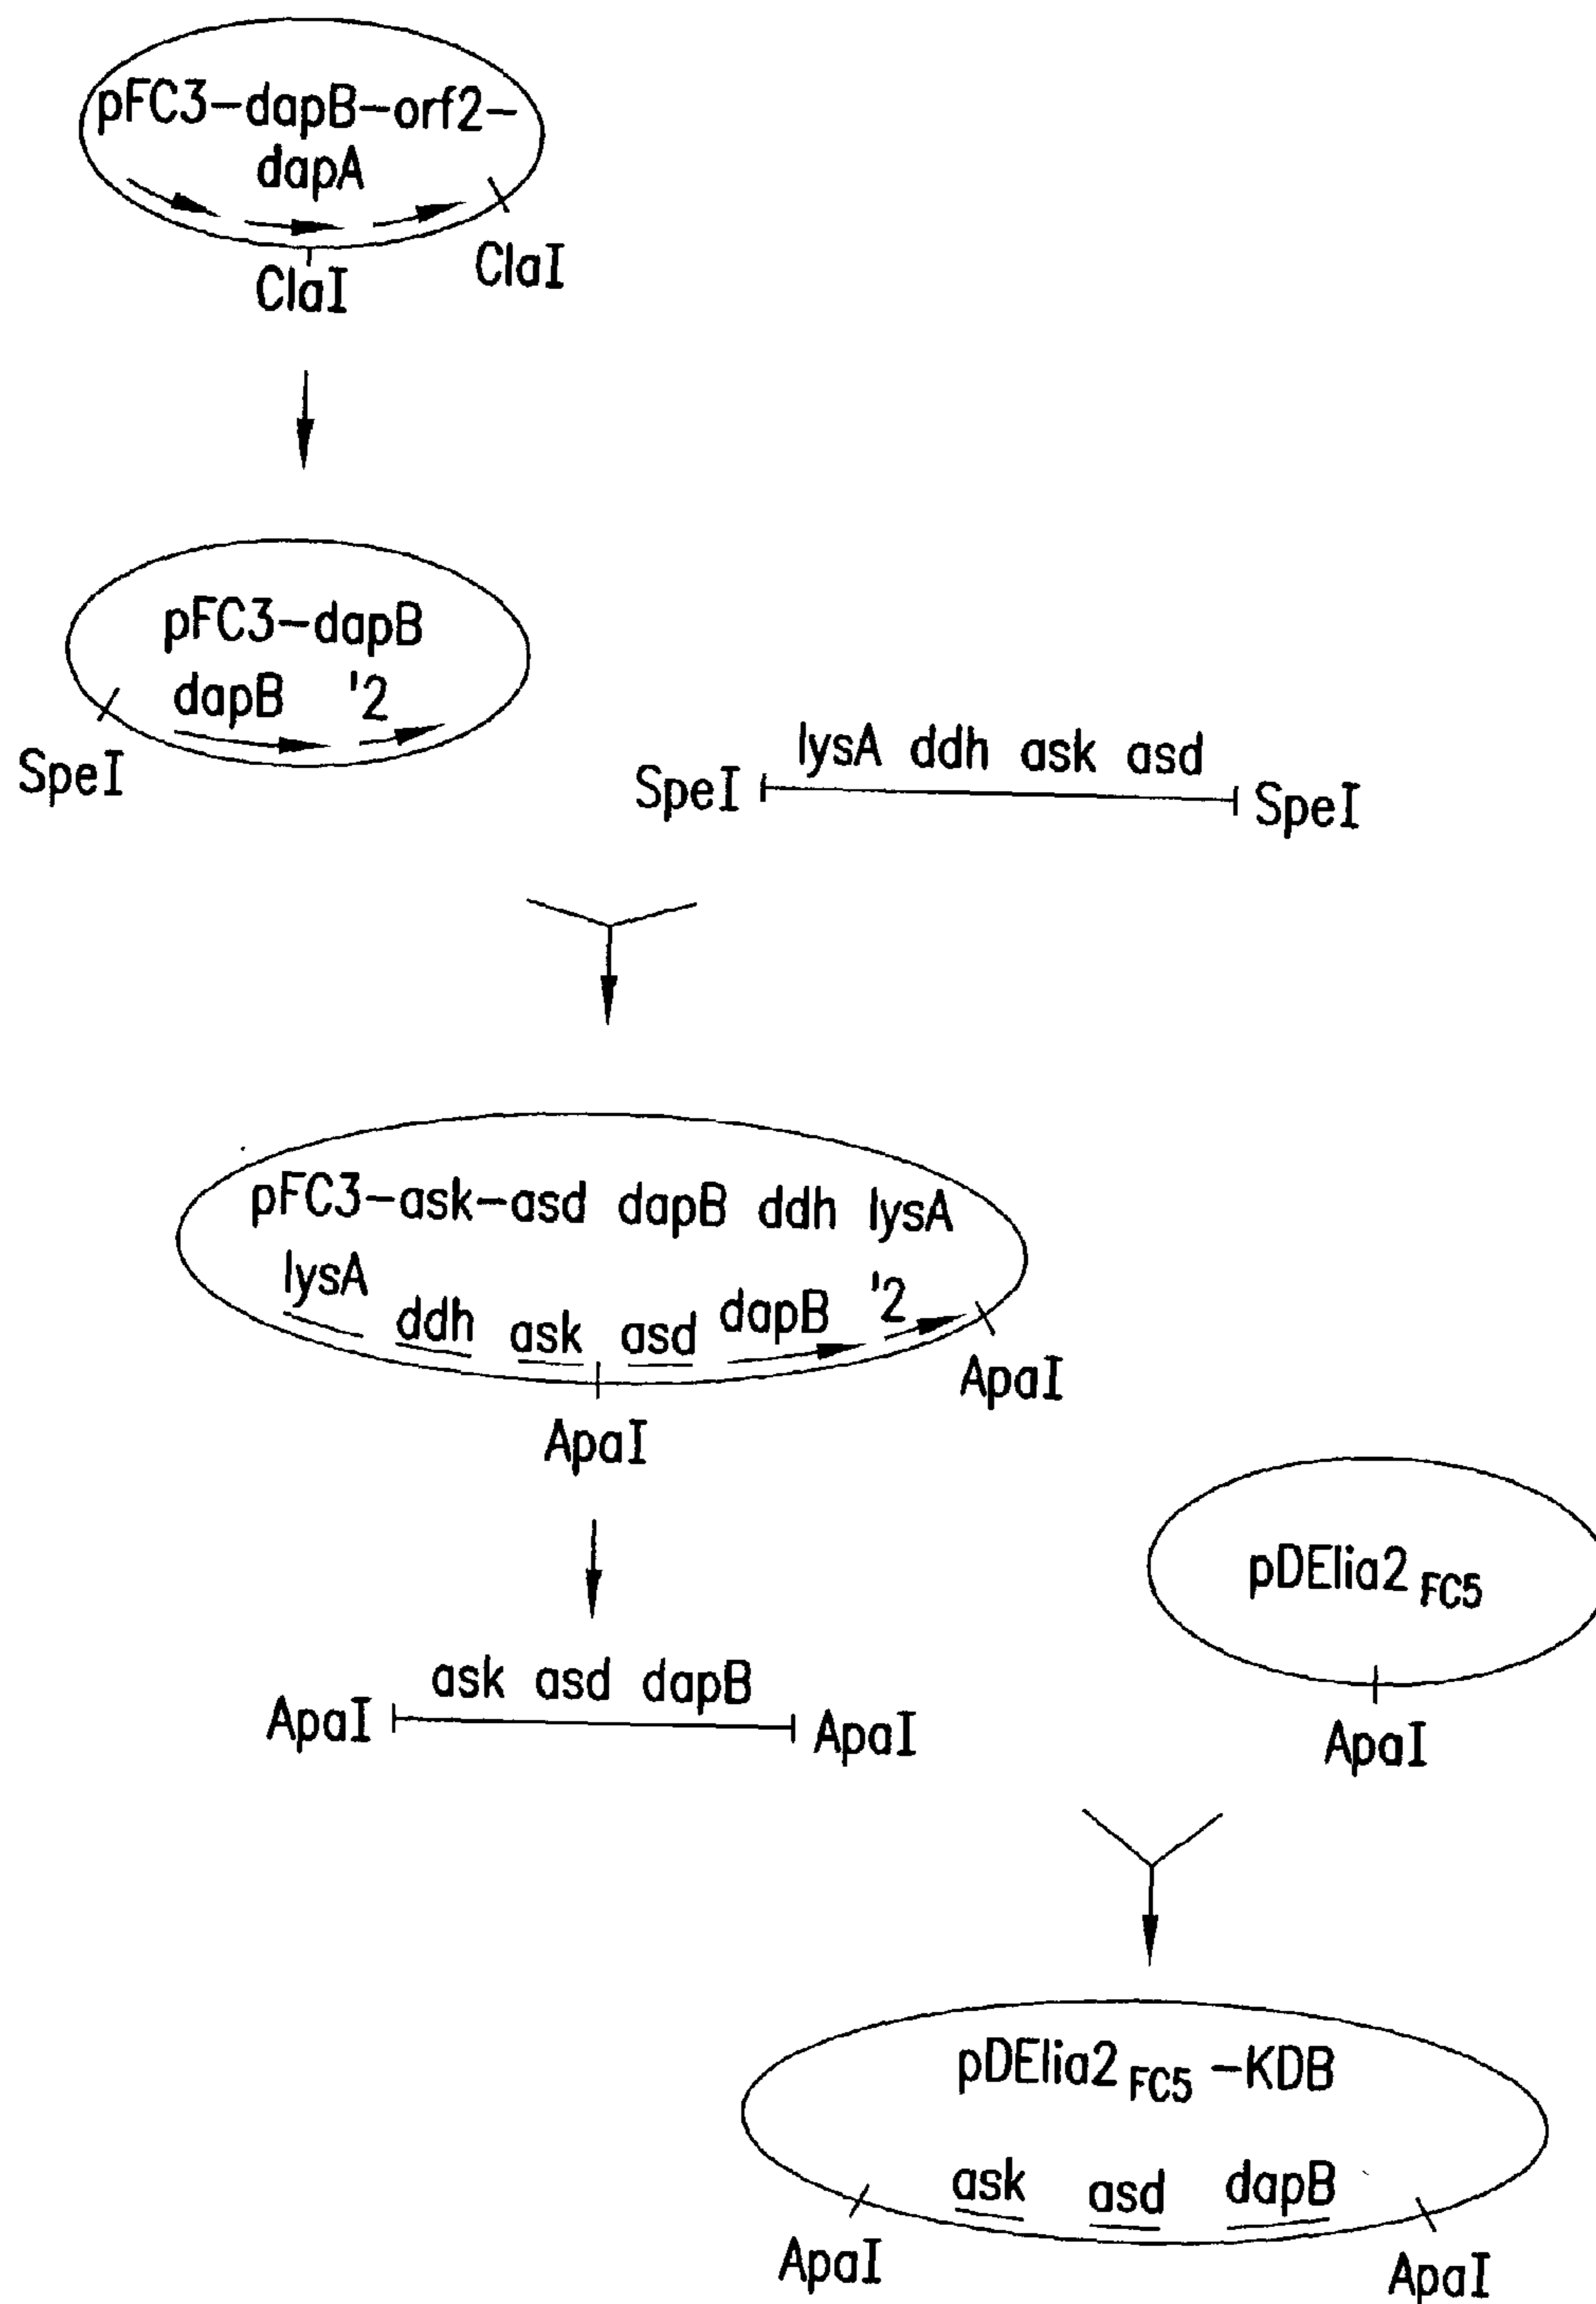 pFC3-dapB-orf2-
dapA
ClaI
ClaI
pFC3-dapB
dapB '2
SpeI
lysA ddh ask asd
SpeI SpeI
pFC3-ask-asd dapB ddh lysA
lysA ddh ask asd dapB '2
ApaI
ApaI
pDElia2 FC5
ApaI
ask asd dapB
ApaI ApaI
pDElia2 FC5 -KDB
ask asd dapB
ApaI ApaI